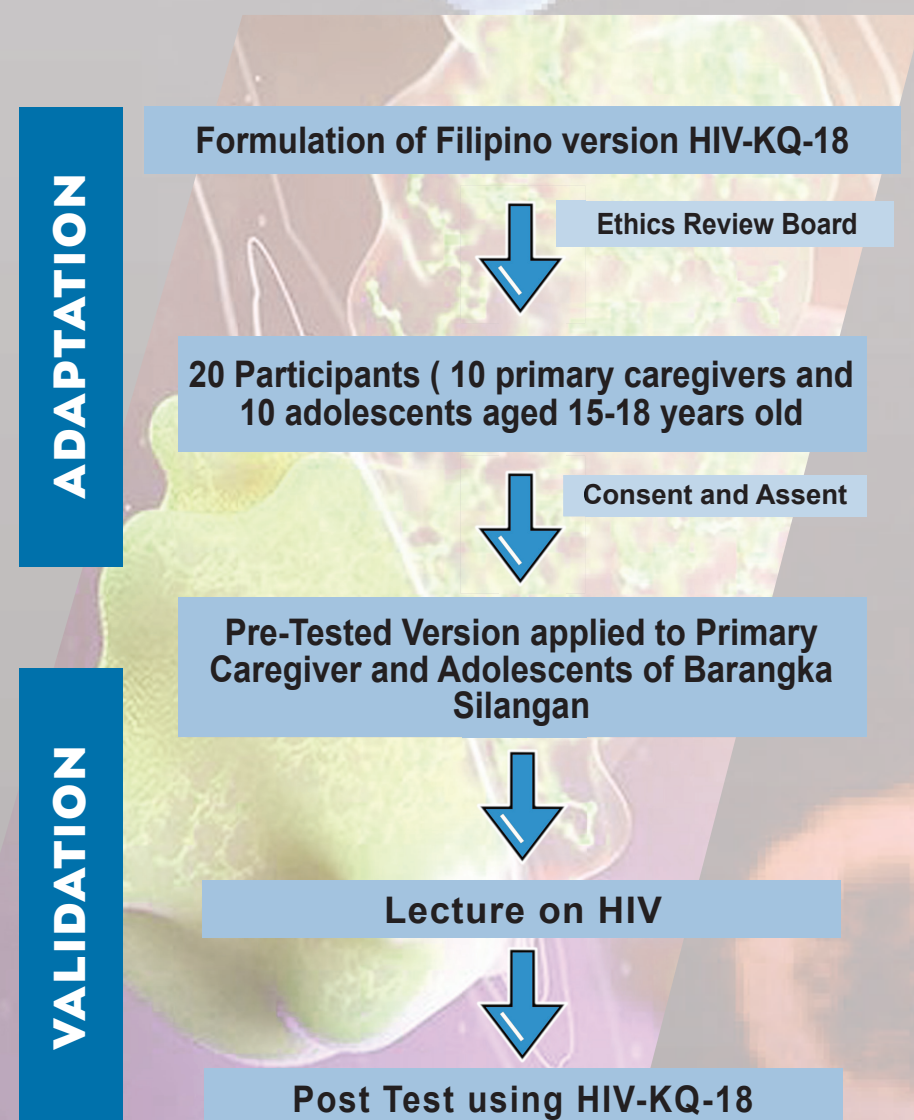 ADAPTATION
Formulation of Filipino version HIV-KQ-18
Ethics Review Board
20 Participants ( 10 primary caregivers and
10 adolescents aged 15-18 years old
Consent and Assent
Pre-Tested Version applied to Primary
Caregiver and Adolescents of Barangka
Silangan
VALIDATION
Lecture on HIV
Post Test using HIV-KQ-18